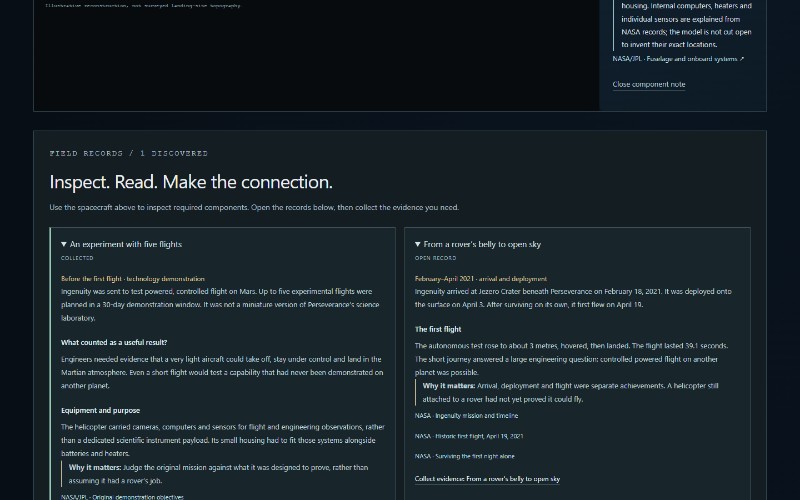 Illustrative reconstruction, not surveyed landing-site topography.
housing. Internal computers, heaters and
individual sensors are explained from
NASA records; the model is not cut open
to invent their exact locations.
NASA/JPL · Fuselage and onboard systems ↗
Close component note
FIELD RECORDS / 1 DISCOVERED
Inspect. Read. Make the connection.
Use the spacecraft above to inspect required components. Open the records below, then collect the evidence you need.
▼ An experiment with five flights
COLLECTED
Before the first flight · technology demonstration
Ingenuity was sent to test powered, controlled flight on Mars. Up to five experimental flights were
planned in a 30-day demonstration window. It was not a miniature version of Perseverance's science
laboratory.
What counted as a useful result?
Engineers needed evidence that a very light aircraft could take off, stay under control and land in the
Martian atmosphere. Even a short flight would test a capability that had never been demonstrated on
another planet.
Equipment and purpose
The helicopter carried cameras, computers and sensors for flight and engineering observations, rather
than a dedicated scientific instrument payload. Its small housing had to fit those systems alongside
batteries and heaters.
Why it matters: Judge the original mission against what it was designed to prove, rather than
assuming it had a rover's job.
NASA/JPL · Original demonstration objectives
▼ From a rover's belly to open sky
OPEN RECORD
February–April 2021 · arrival and deployment
Ingenuity arrived at Jezero Crater beneath Perseverance on February 18, 2021. It was deployed onto
the surface on April 3. After surviving on its own, it first flew on April 19.
The first flight
The autonomous test rose to about 3 metres, hovered, then landed. The flight lasted 39.1 seconds.
The short journey answered a large engineering question: controlled powered flight on another
planet was possible.
Why it matters: Arrival, deployment and flight were separate achievements. A helicopter still
attached to a rover had not yet proved it could fly.
NASA · Ingenuity mission and timeline
NASA · Historic first flight, April 19, 2021
NASA · Surviving the first night alone
Collect evidence: From a rover's belly to open sky